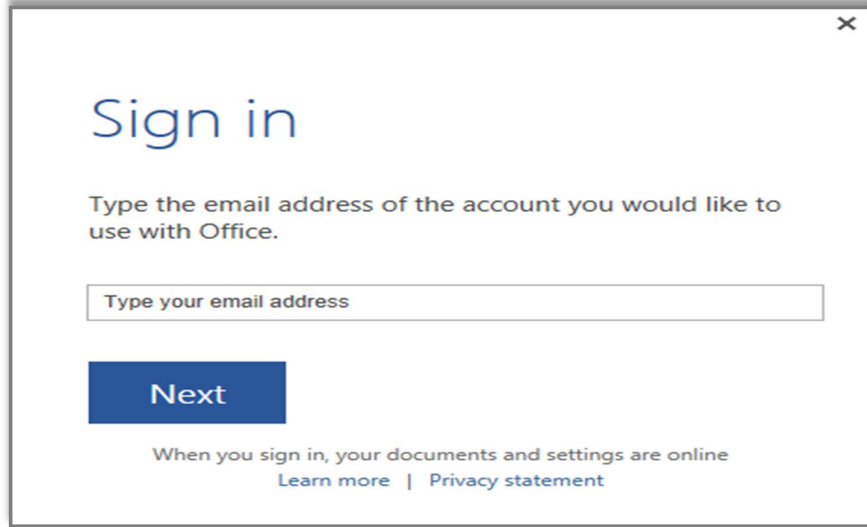 Sign in
Type the email address of the account you would like to
use with Office.
Type your email address
Next
When you sign in, your documents and settings are online
Learn more | Privacy statement